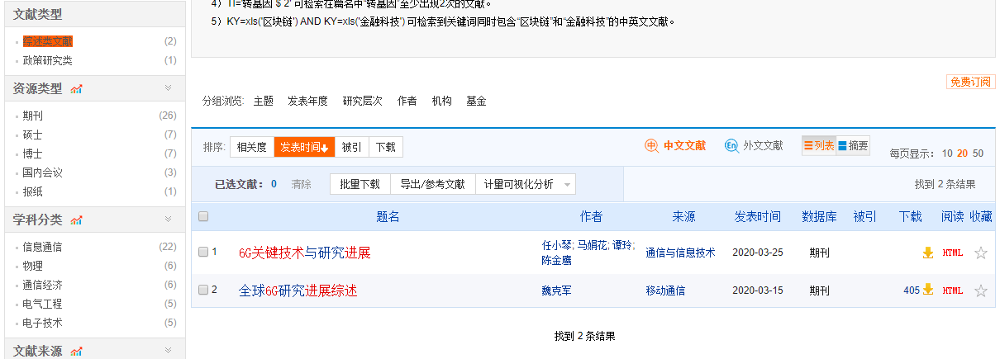 4）TI='转基因 $ 2' 可检索在篇名中“转基因”至少出现2次的文献。
5）KY=xls('区块链') AND KY=xls('金融科技') 可检索到关键词同时包含“区块链”和“金融科技”的中英文文献。
文献类型
综述类文献 (2)
政策研究类 (1)
资源类型
期刊 (26)
硕士 (7)
博士 (7)
国内会议 (3)
报纸 (1)
学科分类
信息通信 (22)
物理 (6)
通信经济 (6)
电气工程 (5)
电子技术 (5)
文献来源
免费订阅
分组浏览: 主题 发表年度 研究层次 作者 机构 基金
排序: 相关度 发表时间 被引 下载 中 中文文献 En 外文文献 列表 摘要 每页显示： 10 20 50
已选文献： 0 清除 批量下载 导出/参考文献 计量可视化分析 找到 2 条结果
题名 作者 来源 发表时间 数据库 被引 下载 阅读 收藏
1 6G关键技术与研究进展 任小琴; 马娟花; 谭玲; 陈金鹰 通信与信息技术 2020-03-25 期刊 HTML
2 全球6G研究进展综述 魏克军 移动通信 2020-03-15 期刊 405 HTML
找到 2 条结果